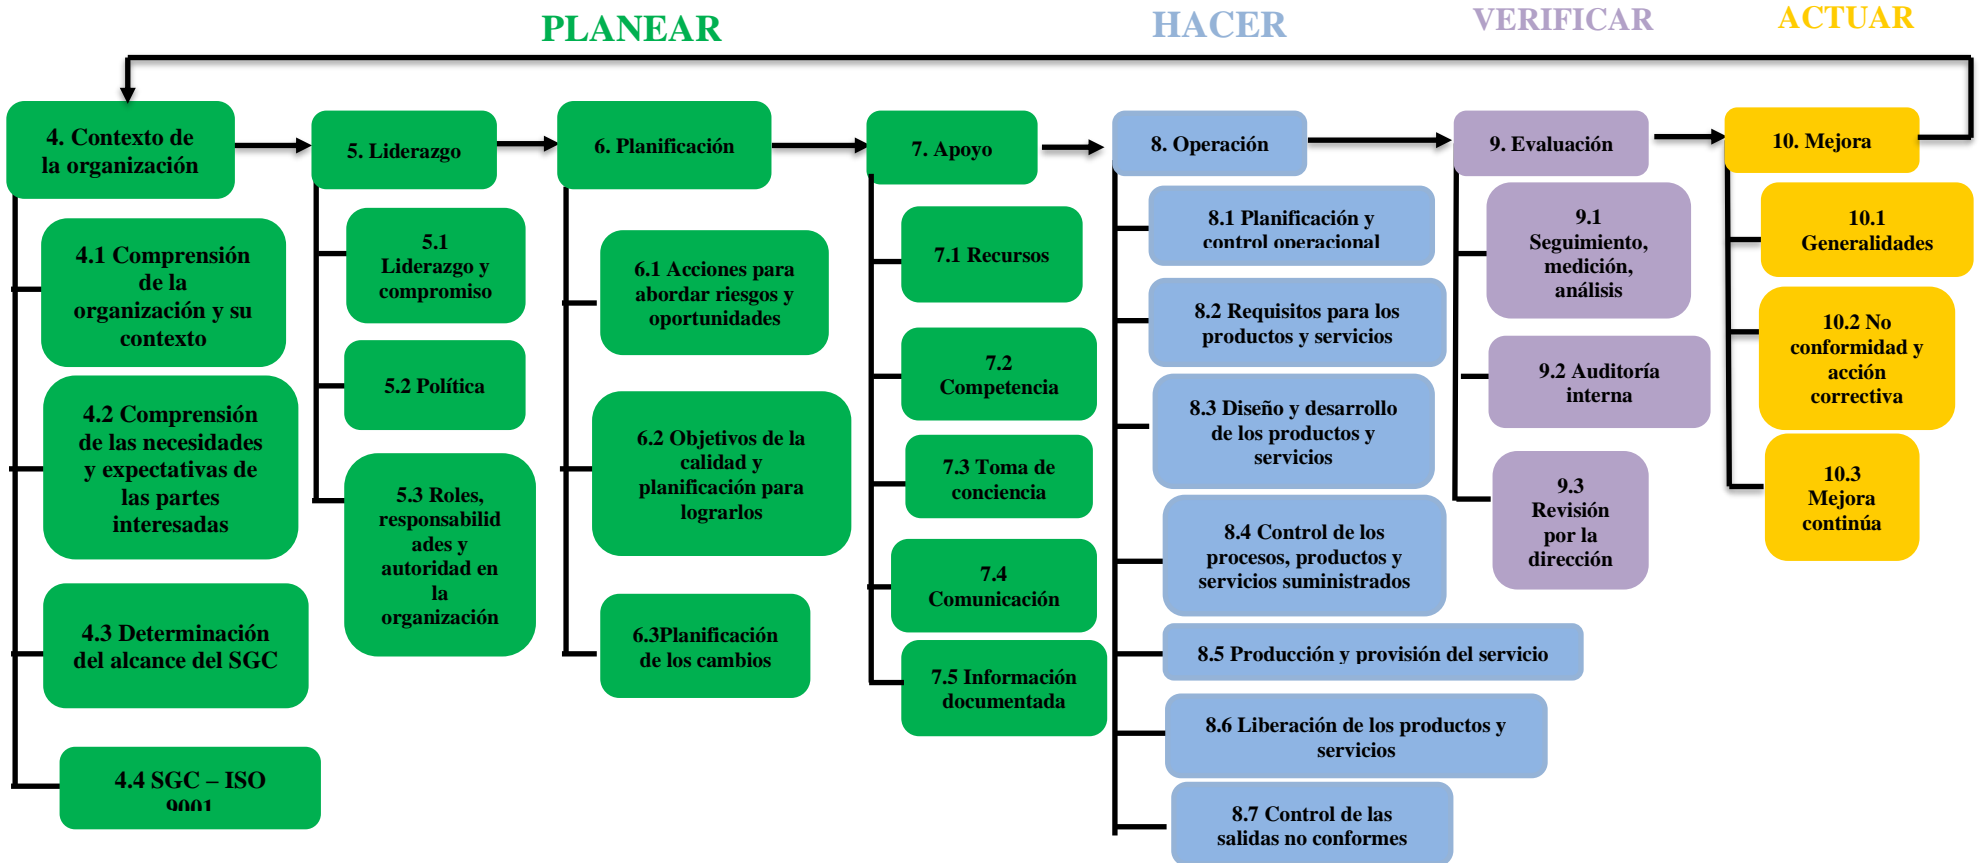 PLANEAR
HACER
VERIFICAR
ACTUAR
4. Contexto de
la organización
4.1 Comprensión
de la
organización y su
contexto
4.2 Comprensión
de las necesidades
y expectativas de
las partes
interesadas
4.3 Determinación
del alcance del SGC
4.4 SGC – ISO
9001
5. Liderazgo
5.1
Liderazgo y
compromiso
5.2 Política
5.3 Roles,
responsabilid
ades y
autoridad en
la
organización
6. Planificación
6.1 Acciones para
abordar riesgos y
oportunidades
6.2 Objetivos de la
calidad y
planificación para
lograrlos
6.3Planificación
de los cambios
7. Apoyo
7.1 Recursos
7.2
Competencia
7.3 Toma de
conciencia
7.4
Comunicación
7.5 Información
documentada
8. Operación
8.1 Planificación y
control operacional
8.2 Requisitos para los
productos y servicios
8.3 Diseño y desarrollo
de los productos y
servicios
8.4 Control de los
procesos, productos y
servicios suministrados
8.5 Producción y provisión del servicio
8.6 Liberación de los productos y
servicios
8.7 Control de las
salidas no conformes
9. Evaluación
9.1
Seguimiento,
medición,
análisis
9.2 Auditoría
interna
9.3
Revisión
por la
dirección
10. Mejora
10.1
Generalidades
10.2 No
conformidad y
acción
correctiva
10.3
Mejora
continúa